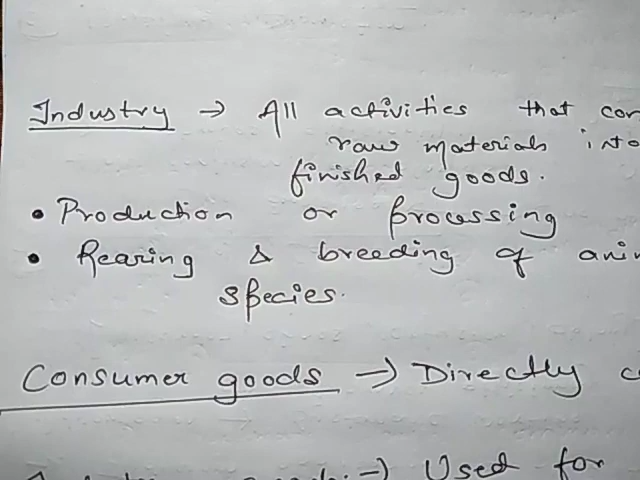 Industry → All activities that con
raw materials into
finished goods.
• Production or processing
• Rearing & breeding of ani
species.
Consumer goods → Directly c
→ Used for